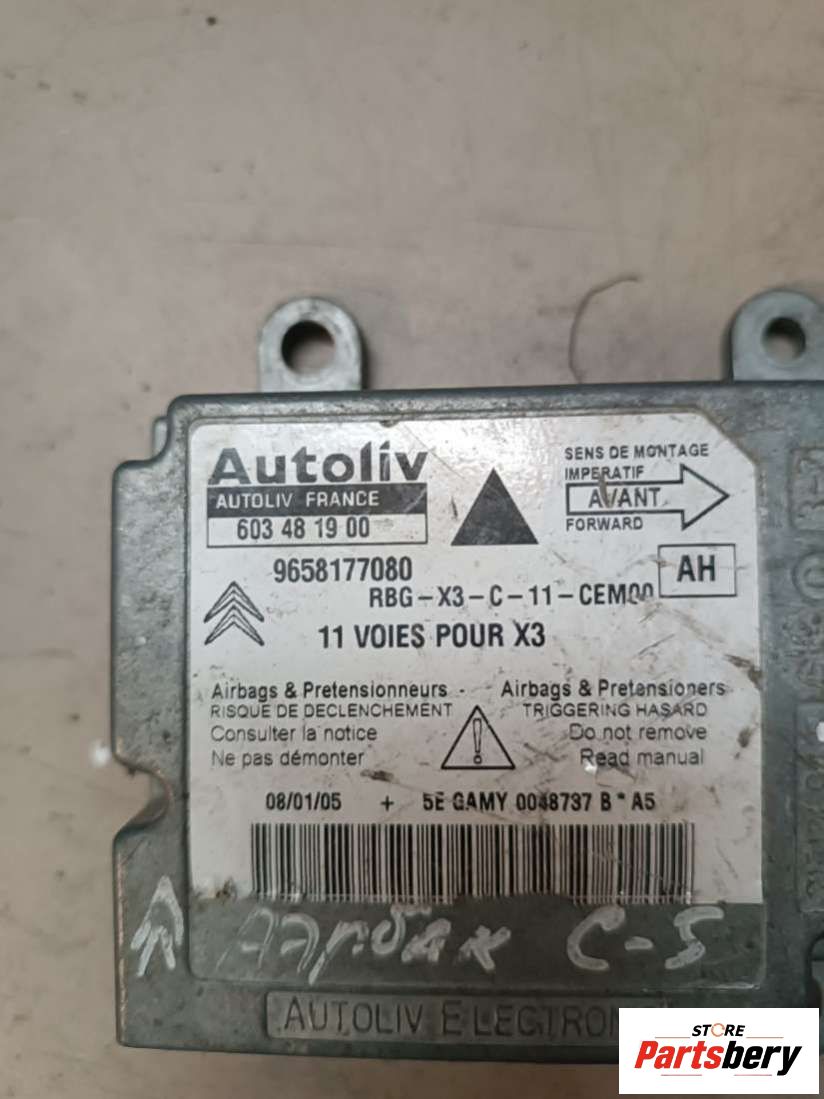 Autoliv
AUTOLIV FRANCE
603 48 19 00
SENS DE MONTAGE
IMPERATIF
AVANT
FORWARD
9658177080
AH
RBG-X3-C-11-CEM00
11 VOIES POUR X3
Airbags & Pretensionneurs - Airbags & Pretensioners
RISQUE DE DECLENCHEMENT TRIGGERING HASARD
Consulter la notice Do not remove
Ne pas démonter Read manual
08/01/05 + 5E GAMY 0048737 B * A5
Аэрбак C-5
AUTOLIV ELECTRON
STORE
Partsbery